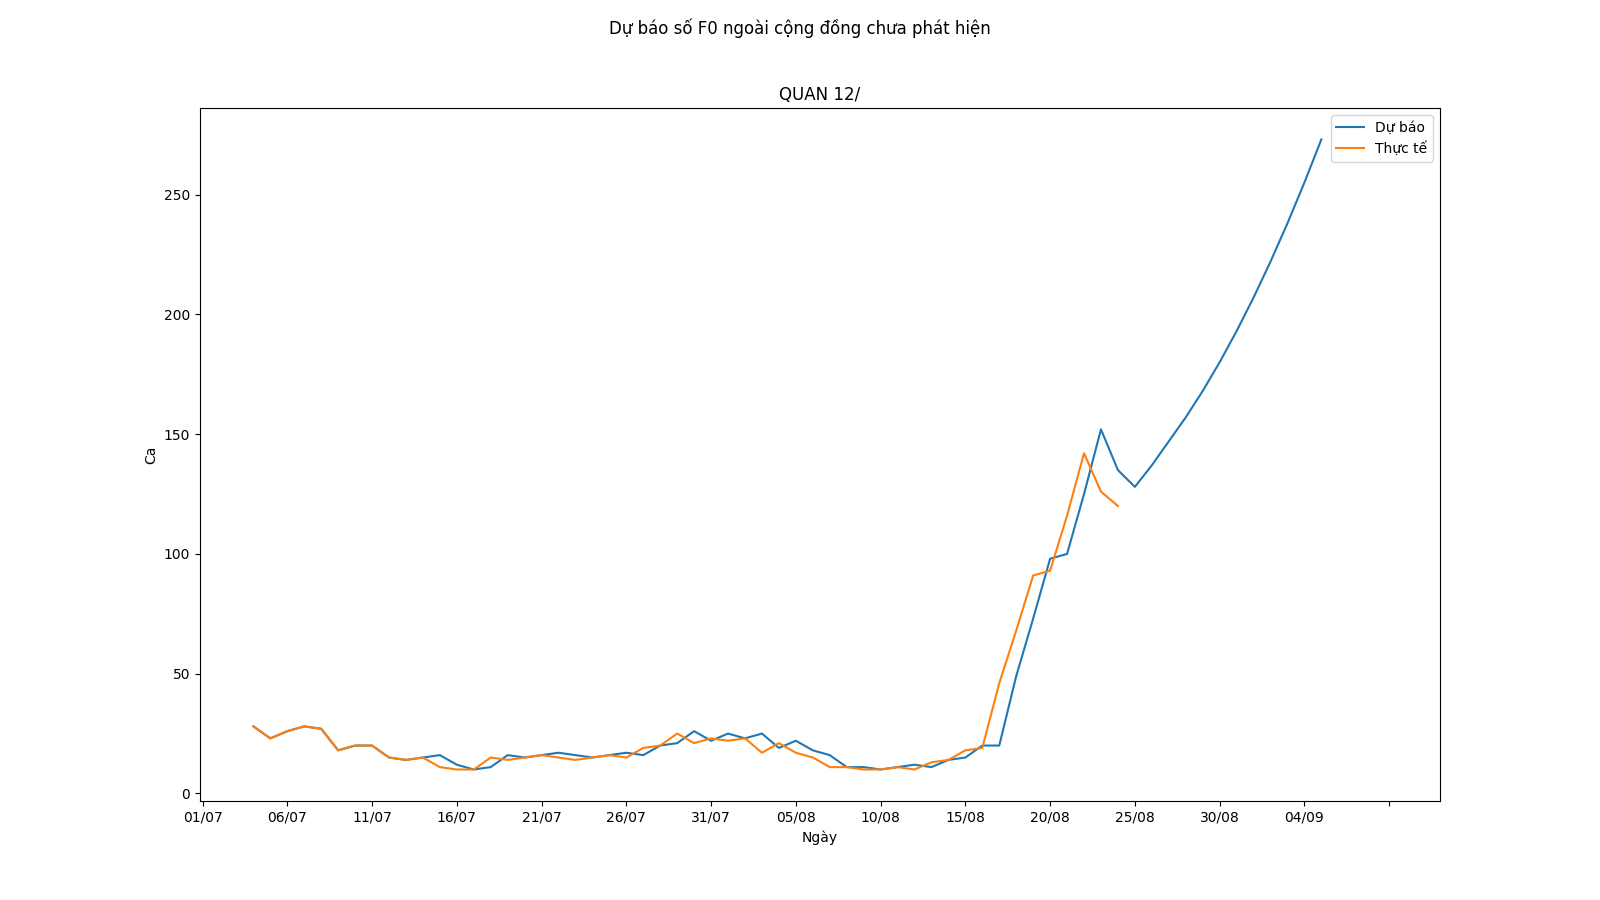 Dự báo số F0 ngoài cộng đồng chưa phát hiện
QUAN 12/
Dự báo
Thực tế
250
200
150
100
50
0
Ca
01/07 06/07 11/07 16/07 21/07 26/07 31/07 05/08 10/08 15/08 20/08 25/08 30/08 04/09
Ngày